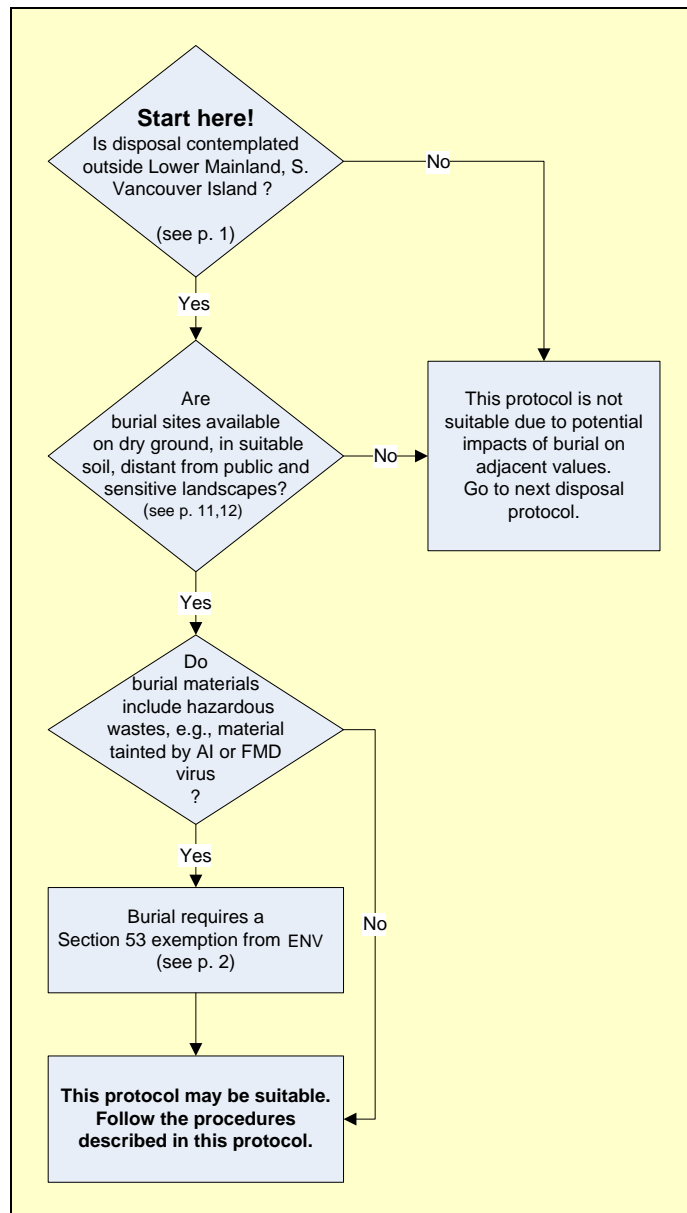 Start here!
Is disposal contemplated
outside Lower Mainland, S.
Vancouver Island ?
(see p. 1)
No
Yes
Are
burial sites available
on dry ground, in suitable
soil, distant from public and
sensitive landscapes?
(see p. 11,12)
No
This protocol is not
suitable due to potential
impacts of burial on
adjacent values.
Go to next disposal
protocol.
Yes
Do
burial materials
include hazardous
wastes, e.g., material
tainted by AI or FMD
virus
?
Yes
No
Burial requires a
Section 53 exemption from ENV
(see p. 2)
This protocol may be suitable.
Follow the procedures
described in this protocol.